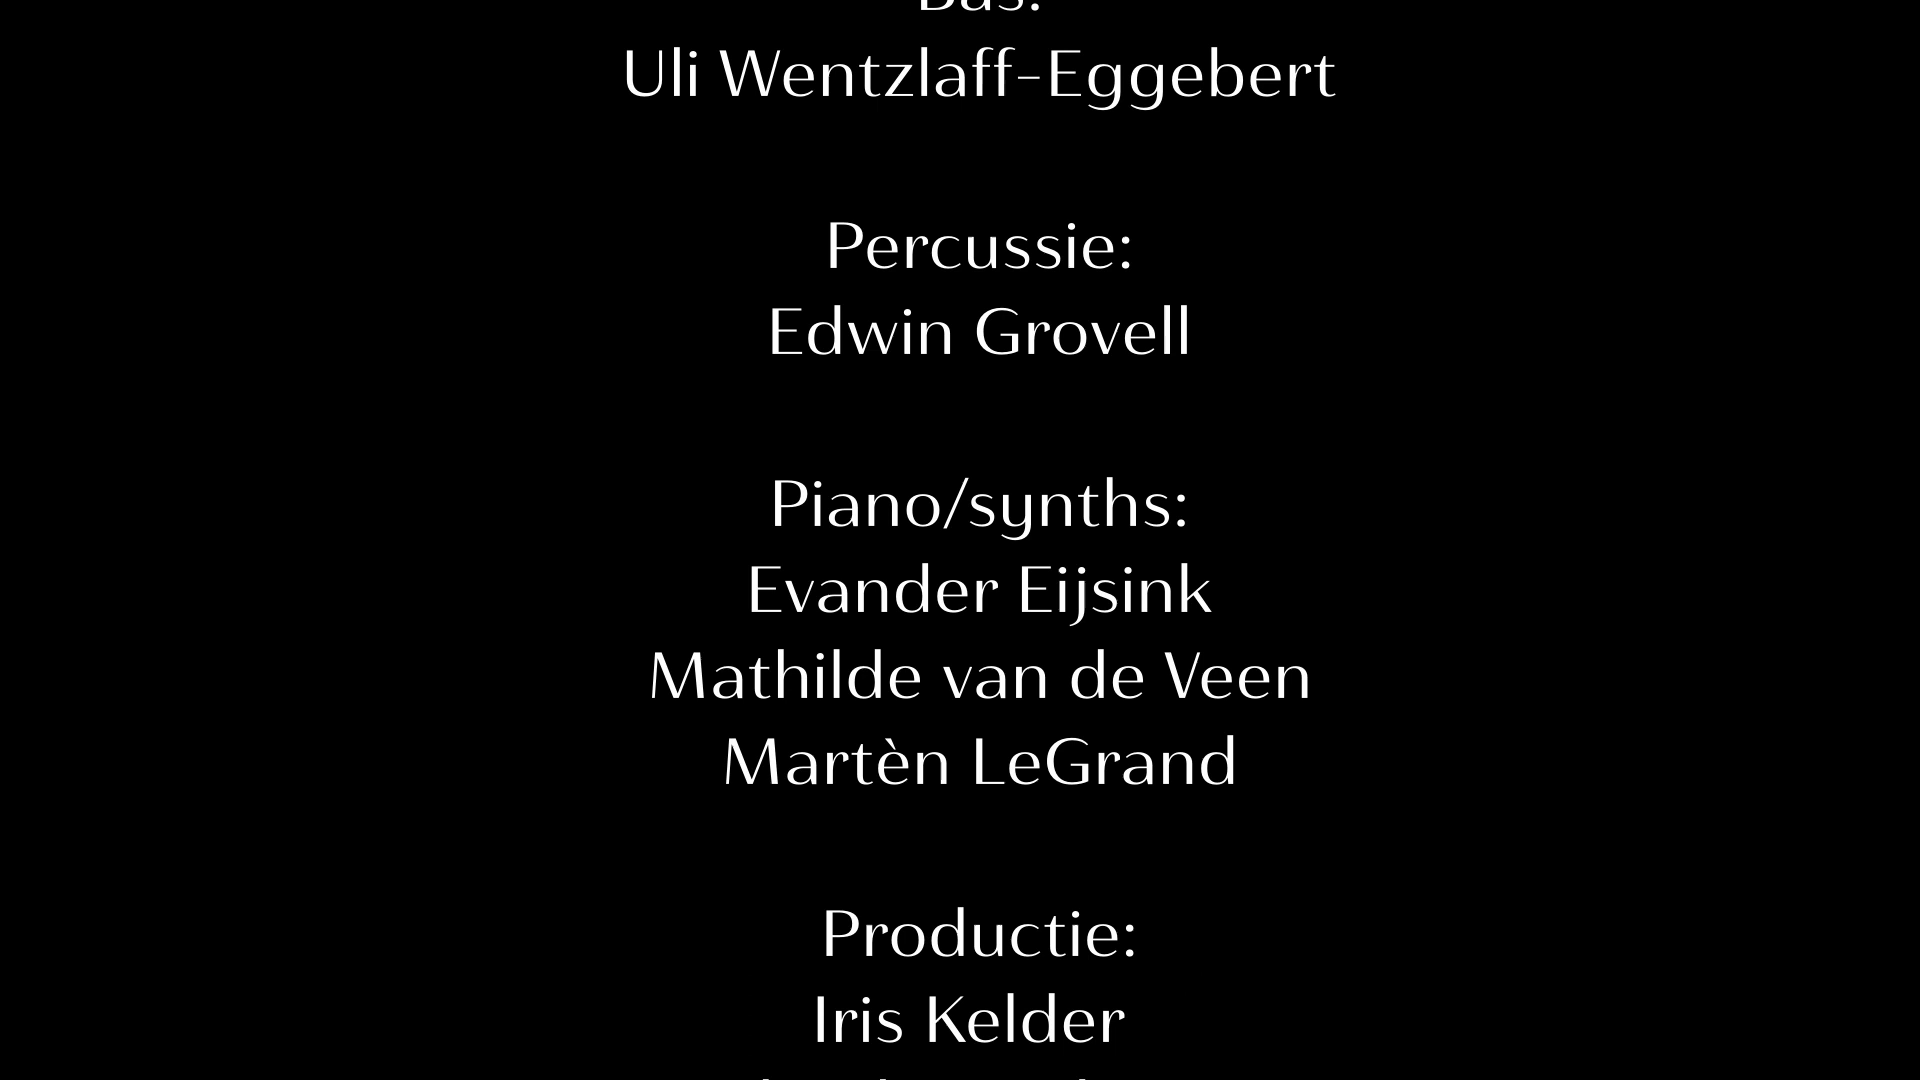 Bas:
Uli Wentzlaff-Eggebert
Percussie:
Edwin Grovell
Piano/synths:
Evander Eijsink
Mathilde van de Veen
Martèn LeGrand
Productie:
Iris Kelder